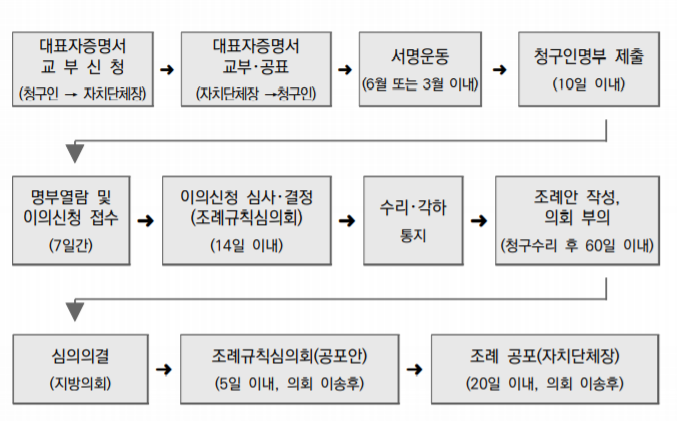 대표자증명서
교 부 신 청
(청구인 → 자치단체장)
대표자증명서
교부·공표
(자치단체장 →청구인)
서명운동
(6월 또는 3월 이내)
청구인명부 제출
(10일 이내)
명부열람 및
이의신청 접수
(7일간)
이의신청 심사·결정
(조례규칙심의회)
(14일 이내)
수리·각하
통지
조례안 작성,
의회 부의
(청구수리 후 60일 이내)
심의의결
(지방의회)
조례규칙심의회(공포안)
(5일 이내, 의회 이송후)
조례 공포(자치단체장)
(20일 이내, 의회 이송후)